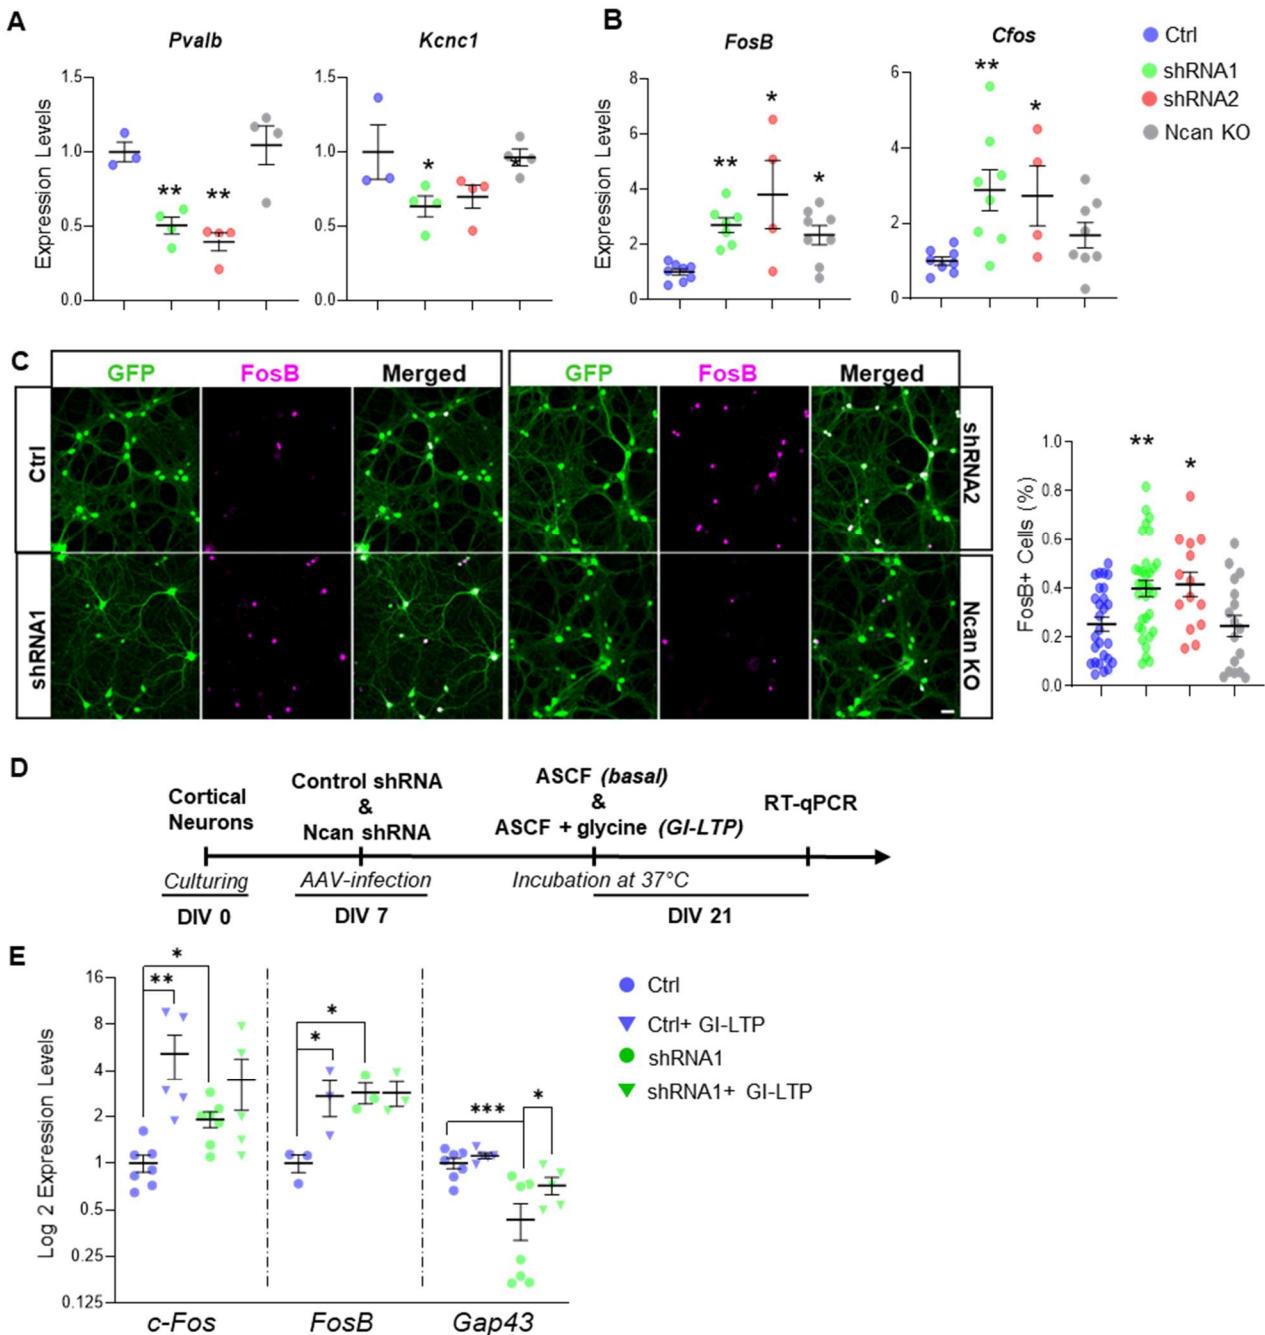 A
B
Pvalb
Kcnc1
FosB
Cfos
Ctrl
shRNA1
shRNA2
Ncan KO
Expression Levels
1.5
1.0
0.5
0.0
** **
1.5
1.0
0.5
0.0
* *
Expression Levels
8
6
4
2
0
** * *
6
4
2
0
** *
C
GFP FosB Merged
GFP FosB Merged
Ctrl
shRNA1
shRNA2
Ncan KO
FosB+ Cells (%)
1.0
0.8
0.6
0.4
0.2
0.0
** *
D
Cortical
Neurons
Control shRNA
&
Ncan shRNA
ASCF (basal)
&
ASCF + glycine (GI-LTP)
RT-qPCR
Culturing
AAV-infection
Incubation at 37°C
DIV 0
DIV 7
DIV 21
E
Log 2 Expression Levels
16
8
4
2
1
0.5
0.25
0.125
*
**
*
*
***
*
c-Fos
FosB
Gap43
Ctrl
Ctrl+ GI-LTP
shRNA1
shRNA1+ GI-LTP